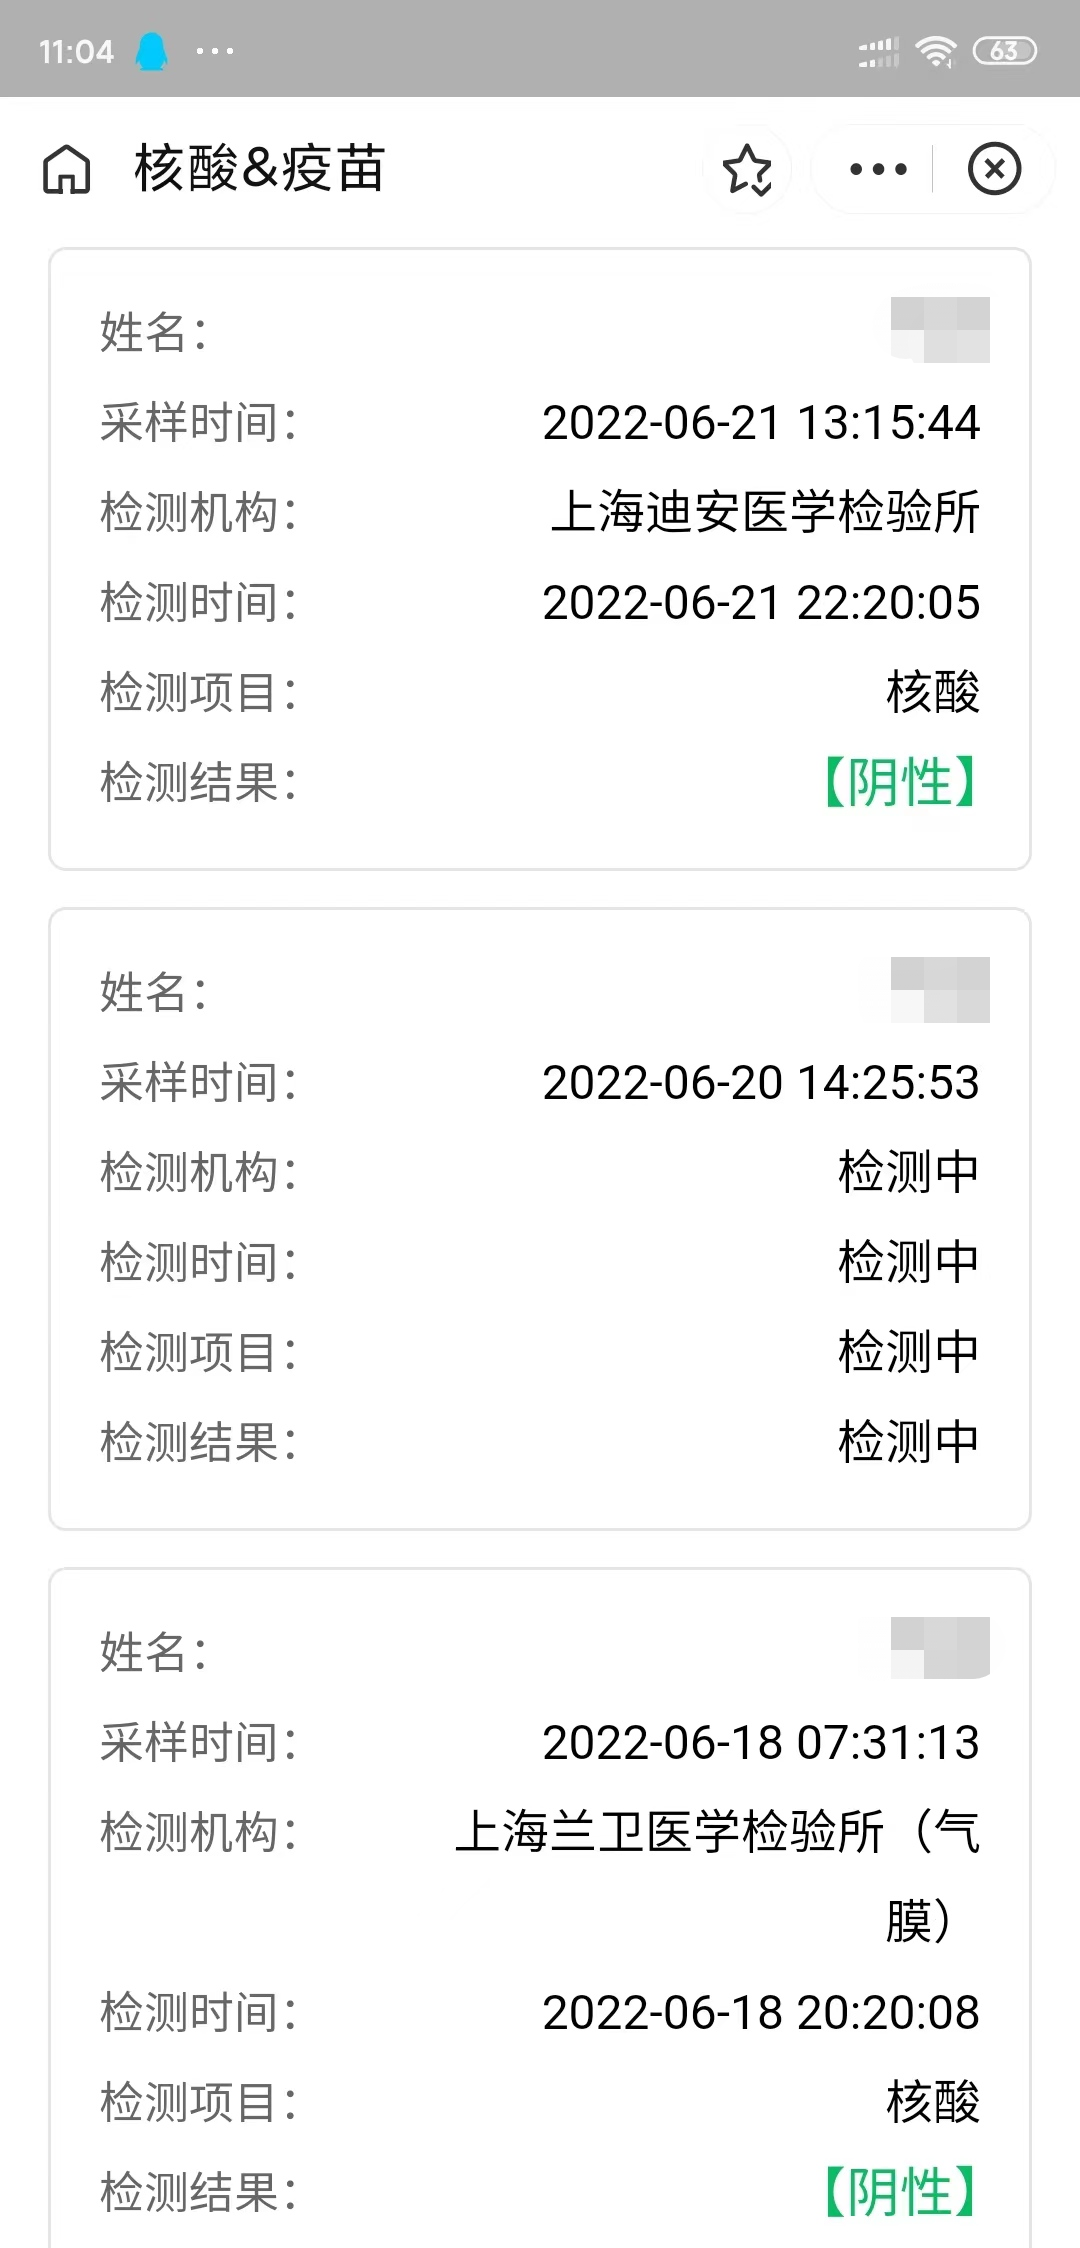 11:04
63
核酸&疫苗
姓名：
采样时间： 2022-06-21 13:15:44
检测机构： 上海迪安医学检验所
检测时间： 2022-06-21 22:20:05
检测项目： 核酸
检测结果： 【阴性】
姓名：
采样时间： 2022-06-20 14:25:53
检测机构： 检测中
检测时间： 检测中
检测项目： 检测中
检测结果： 检测中
姓名：
采样时间： 2022-06-18 07:31:13
检测机构： 上海兰卫医学检验所（气
膜）
检测时间： 2022-06-18 20:20:08
检测项目： 核酸
检测结果： 【阴性】